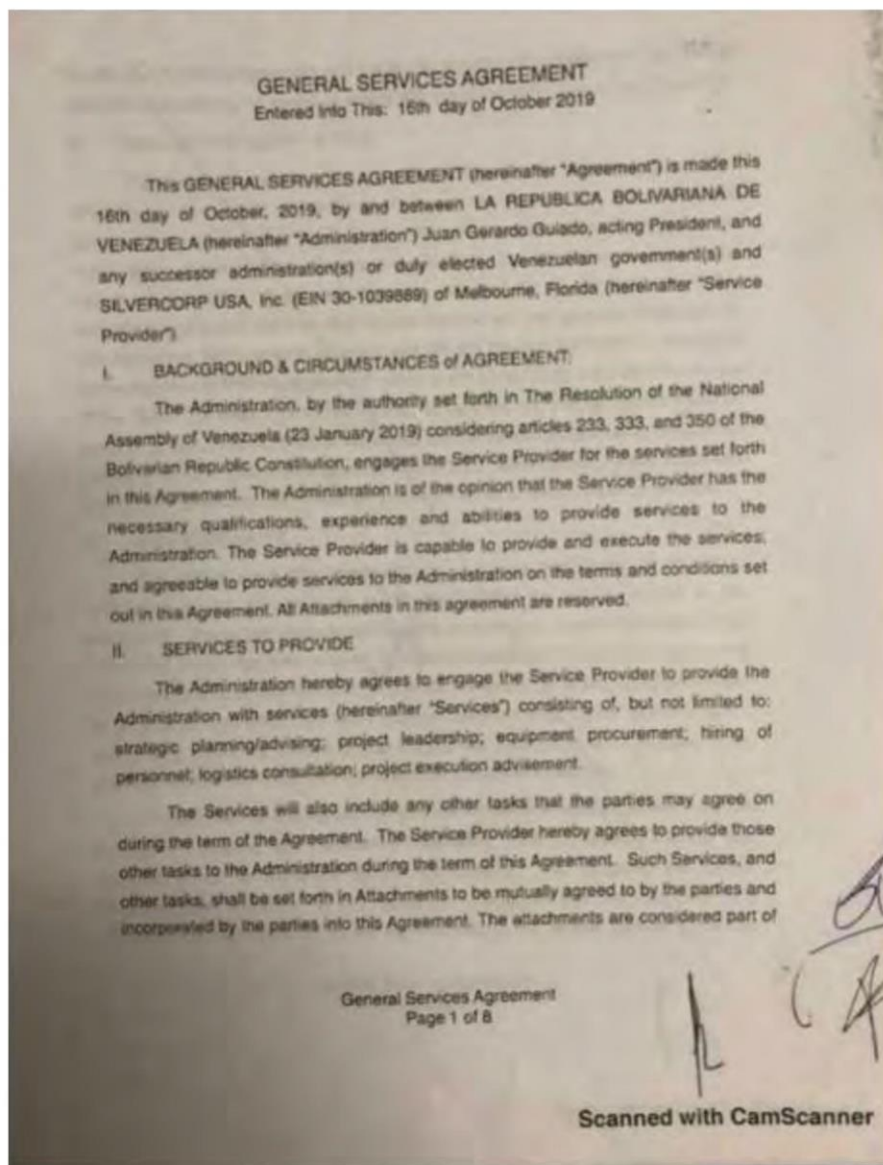 GENERAL SERVICES AGREEMENT
Entered Into This: 16th day of October 2019
This GENERAL SERVICES AGREEMENT (hereinafter "Agreement") is made this
16th day of October, 2019, by and between LA REPUBLICA BOLIVARIANA DE
VENEZUELA (hereinafter "Administration") Juan Gerardo Guiado, acting President, and
any successor administration(s) or duly elected Venezuelan government(s) and
SILVERCORP USA, Inc. (EIN 30-1039889) of Melbourne, Florida (hereinafter "Service
Provider")
I. BACKGROUND & CIRCUMSTANCES of AGREEMENT:
The Administration, by the authority set forth in The Resolution of the National
Assembly of Venezuela (23 January 2019) considering articles 233, 333, and 350 of the
Bolivarian Republic Constitution, engages the Service Provider for the services set forth
in this Agreement. The Administration is of the opinion that the Service Provider has the
necessary qualifications, experience and abilities to provide services to the
Administration. The Service Provider is capable to provide and execute the services,
and agreeable to provide services to the Administration on the terms and conditions set
out in this Agreement. All Attachments in this agreement are reserved.
II. SERVICES TO PROVIDE
The Administration hereby agrees to engage the Service Provider to provide the
Administration with services (hereinafter "Services") consisting of, but not limited to:
strategic planning/advising; project leadership; equipment procurement; hiring of
personnel; logistics consultation; project execution advisement.
The Services will also include any other tasks that the parties may agree on
during the term of the Agreement. The Service Provider hereby agrees to provide those
other tasks to the Administration during the term of this Agreement. Such Services, and
other tasks, shall be set forth in Attachments to be mutually agreed to by the parties and
incorporated by the parties into this Agreement. The attachments are considered part of
General Services Agreement
Page 1 of 8
Scanned with CamScanner